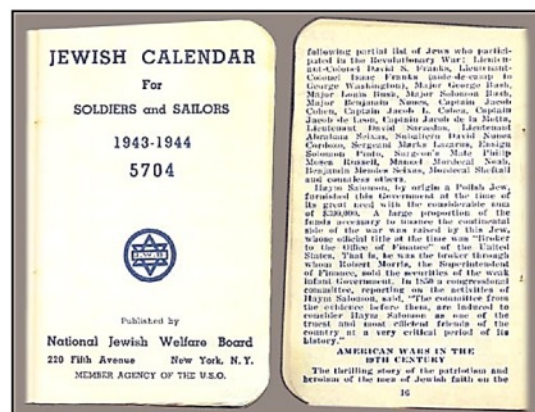 JEWISH CALENDAR
For
SOLDIERS and SAILORS
1943-1944
5704
J.W.B.
Published by
National Jewish Welfare Board
220 Fifth Avenue New York, N. Y.
MEMBER AGENCY OF THE U.S.O.
following partial list of Jews who partici-
pated in the Revolutionary War: Lieuten-
ant-Colonel David S. Franks, Lieutenant-
Colonel Isaac Franks (aide-de-camp to
George Washington), Major George Bush,
Major Louis Bush, Major Solomon Bush,
Major Benjamin Nones, Captain Jacob
Cohen, Captain Jacob I. Cohen, Captain
Jacob de Leon, Captain Jacob de la Motta,
Lieutenant David Sarzedas, Lieutenant
Abraham Seixas, Subaltern David Nunes
Cordozo, Sergeant Marks Lazarus, Ensign
Solomon Pinto, Surgeon's Mate Philip
Moses Russell, Manuel Mordecai Noah,
Benjamin Mendes Seixas, Mordecai Sheftall
and countless others.
Haym Salomon, by origin a Polish Jew,
furnished this Government at the time of
its great need with the considerable sum
of A large proportion of the
funds necessary to finance the continental
side of the war was raised by this Jew,
whose official title at the time was "Broker
to the Office of Finance" of the United
States. That is, he was the broker through
whom Robert Morris, the Superintendent
of Finance, sold the securities of the weak
infant Government. In 1850 a congressional
committee, reporting on the activities of
Haym Salomon, said, "The committee from
the evidence before them, are induced to
consider Haym Salomon as one of the
truest and most efficient friends of the
country at a very critical period of its
history."
AMERICAN WARS IN THE
19TH CENTURY
The thrilling story of the patriotism and
heroism of the men of Jewish faith on the
16